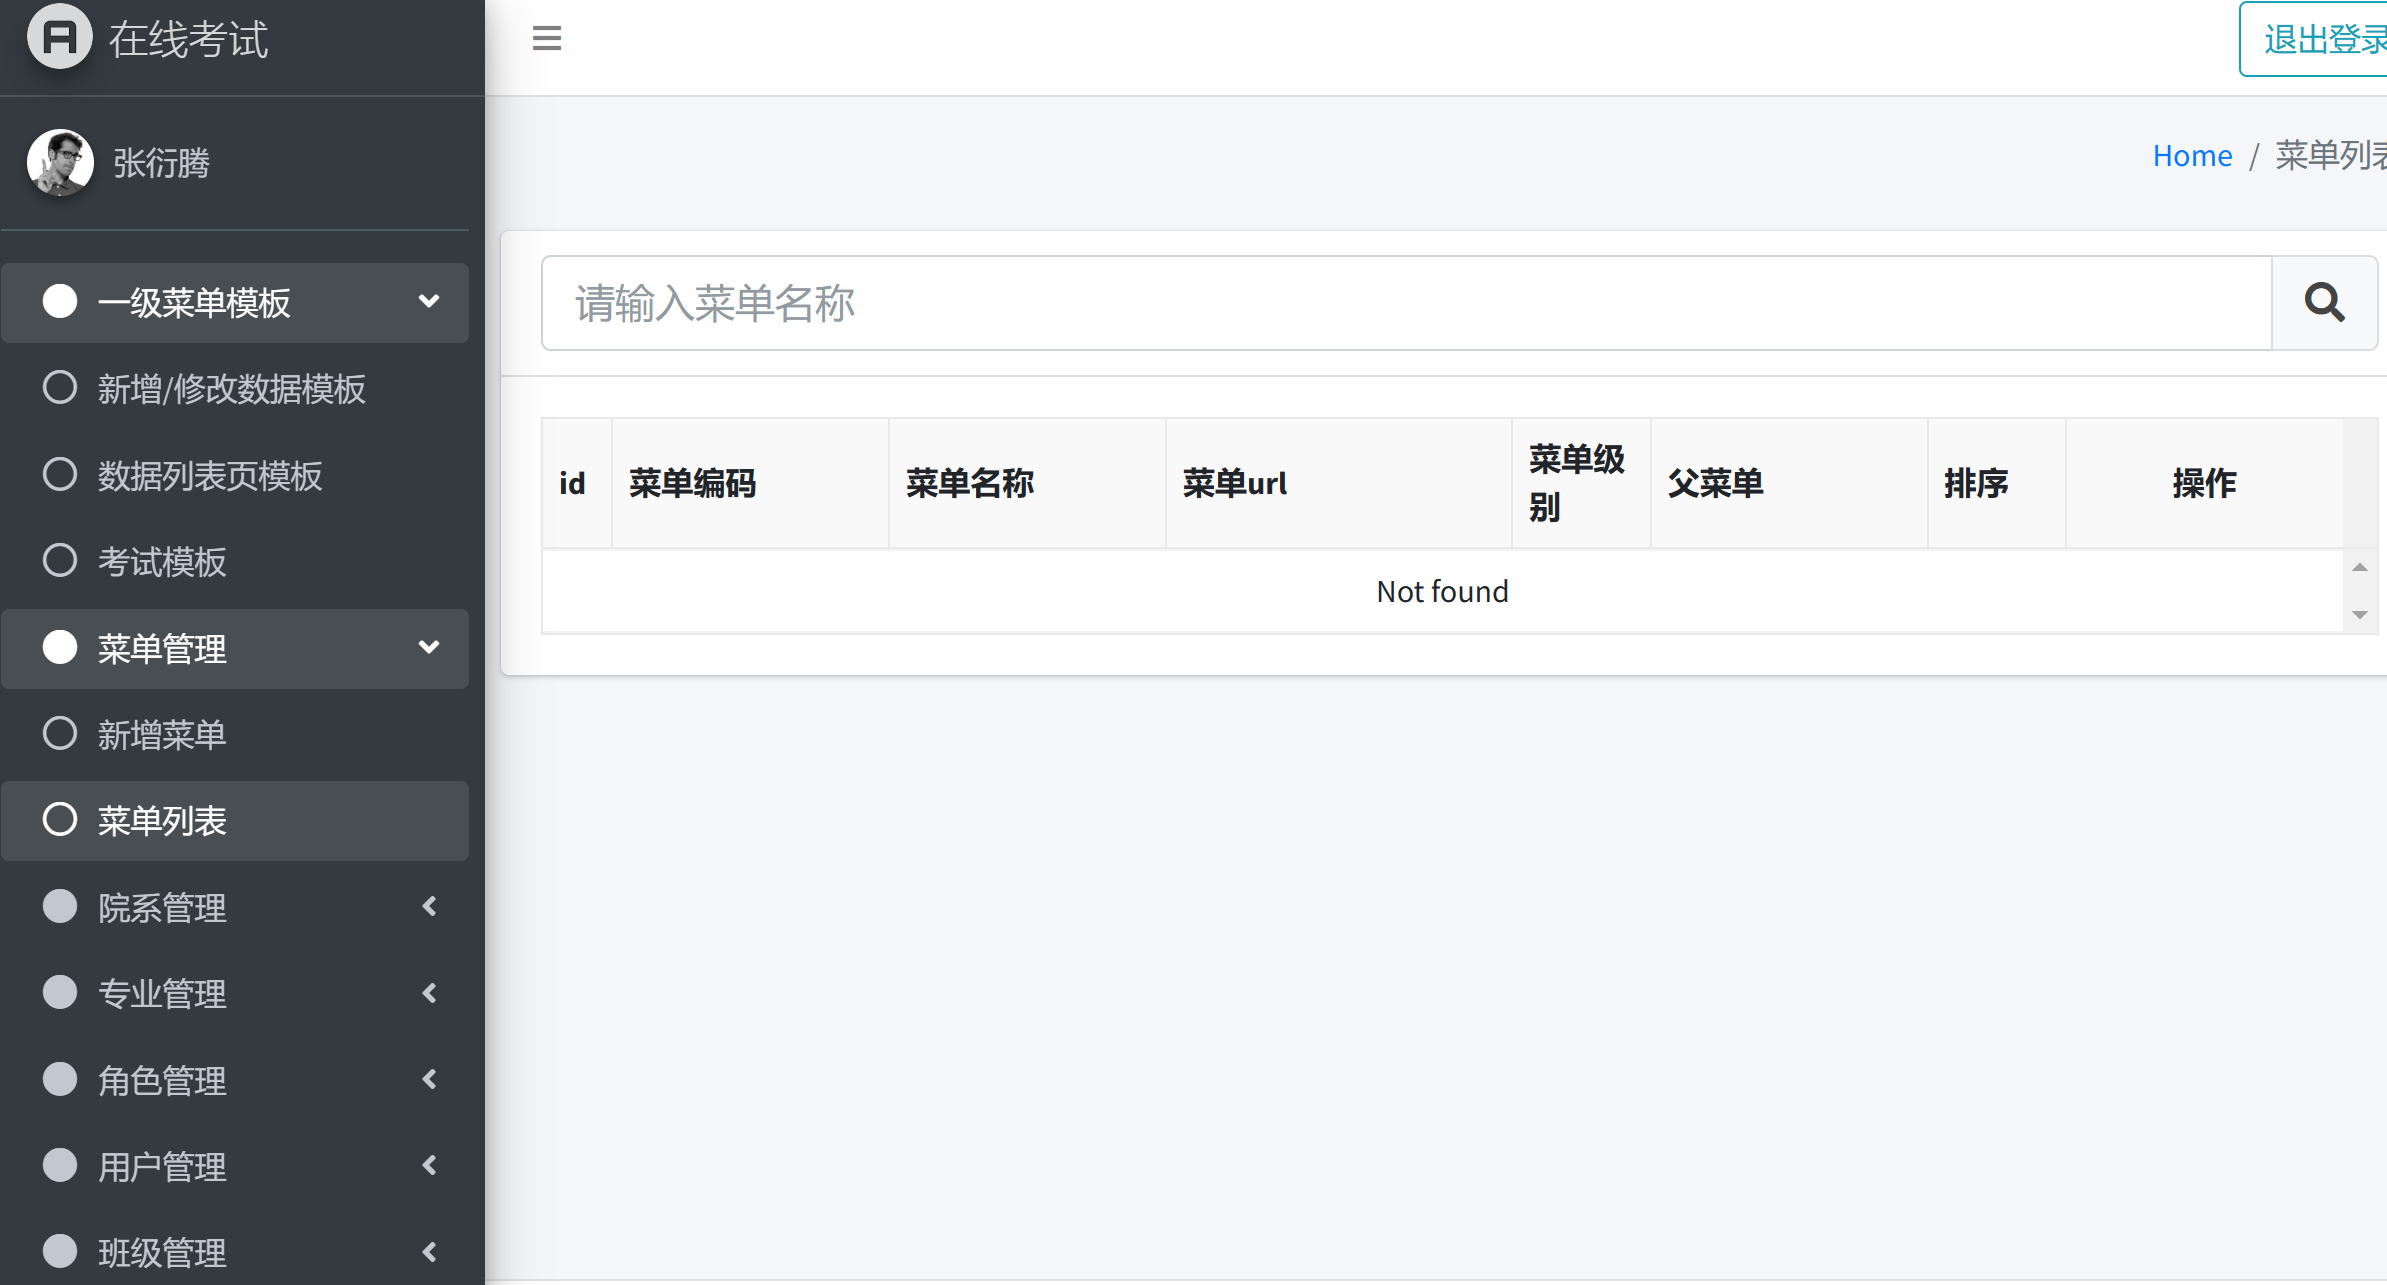 在线考试
退出登录
张衍腾
Home / 菜单列表
一级菜单模板
新增/修改数据模板
数据列表页模板
考试模板
菜单管理
新增菜单
菜单列表
院系管理
专业管理
角色管理
用户管理
班级管理
请输入菜单名称
id 菜单编码 菜单名称 菜单url 菜单级别 父菜单 排序 操作
Not found